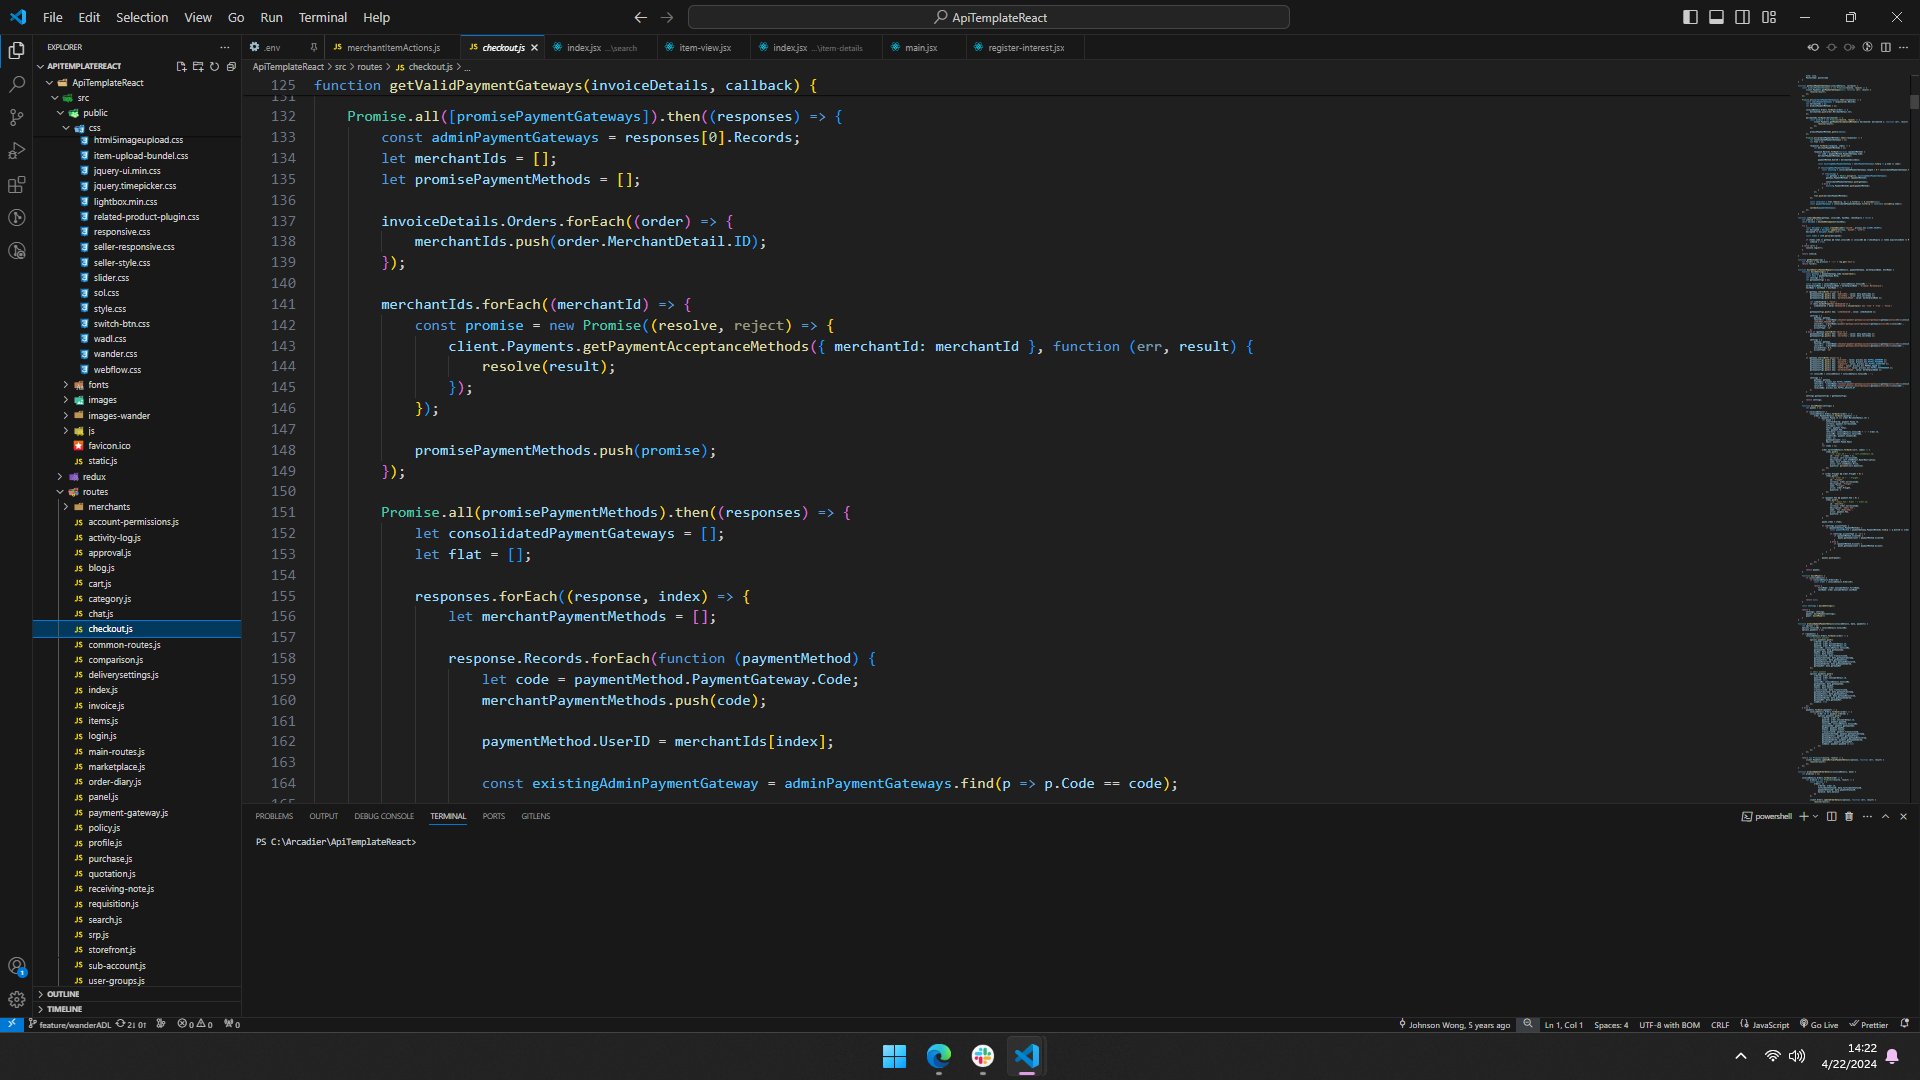 File Edit Selection View Go Run Terminal Help
ApiTemplateReact
EXPLORER
.env
merchantItemActions.js
checkout.js
index.jsx ...\search
item-view.jsx
index.jsx ...\item-details
main.jsx
register-interest.jsx
APITEMPLATEREACT
ApiTemplateReact > src > routes > JS checkout.js > ...
ApiTemplateReact
src
public
css
html5imageupload.css
item-upload-bundel.css
jquery-ui.min.css
jquery.timepicker.css
lightbox.min.css
related-product-plugin.css
responsive.css
seller-responsive.css
seller-style.css
slider.css
sol.css
style.css
switch-btn.css
wadl.css
wander.css
webflow.css
fonts
images
images-wander
js
favicon.ico
static.js
redux
routes
merchants
account-permissions.js
activity-log.js
approval.js
blog.js
cart.js
category.js
chat.js
checkout.js
common-routes.js
comparison.js
deliverysettings.js
index.js
invoice.js
items.js
login.js
main-routes.js
marketplace.js
order-diary.js
panel.js
payment-gateway.js
policy.js
profile.js
purchase.js
quotation.js
receiving-note.js
requisition.js
search.js
srp.js
storefront.js
sub-account.js
user-groups.js
OUTLINE
TIMELINE
125 function getValidPaymentGateways(invoiceDetails, callback) {
131
132 Promise.all([promisePaymentGateways]).then((responses) => {
133 const adminPaymentGateways = responses[0].Records;
134 let merchantIds = [];
135 let promisePaymentMethods = [];
136
137 invoiceDetails.Orders.forEach((order) => {
138 merchantIds.push(order.MerchantDetail.ID);
139 });
140
141 merchantIds.forEach((merchantId) => {
142 const promise = new Promise((resolve, reject) => {
143 client.Payments.getPaymentAcceptanceMethods({ merchantId: merchantId }, function (err, result) {
144 resolve(result);
145 });
146 });
147
148 promisePaymentMethods.push(promise);
149 });
150
151 Promise.all(promisePaymentMethods).then((responses) => {
152 let consolidatedPaymentGateways = [];
153 let flat = [];
154
155 responses.forEach((response, index) => {
156 let merchantPaymentMethods = [];
157
158 response.Records.forEach(function (paymentMethod) {
159 let code = paymentMethod.PaymentGateway.Code;
160 merchantPaymentMethods.push(code);
161
162 paymentMethod.UserID = merchantIds[index];
163
164 const existingAdminPaymentGateway = adminPaymentGateways.find(p => p.Code == code);
165
PROBLEMS OUTPUT DEBUG CONSOLE TERMINAL PORTS GITLENS
powershell
PS C:\Arcadier\ApiTemplateReact>
feature/wanderADL 2↓ 0↑ 0 0 0
Johnson Wong, 5 years ago
Ln 1, Col 1 Spaces: 4 UTF-8 with BOM CRLF JavaScript Go Live Prettier
14:22
4/22/2024